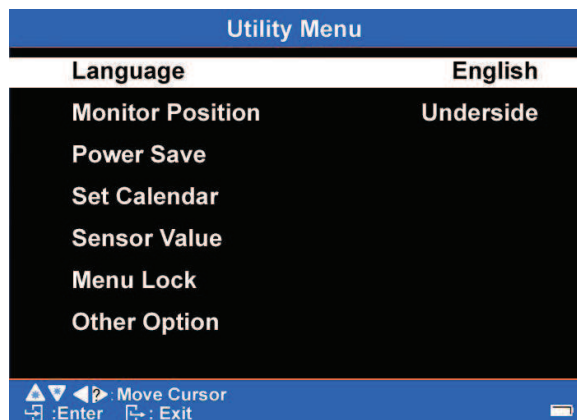 Utility Menu
Language English
Monitor Position Underside
Power Save
Set Calendar
Sensor Value
Menu Lock
Other Option
? : Move Cursor
:Enter : Exit